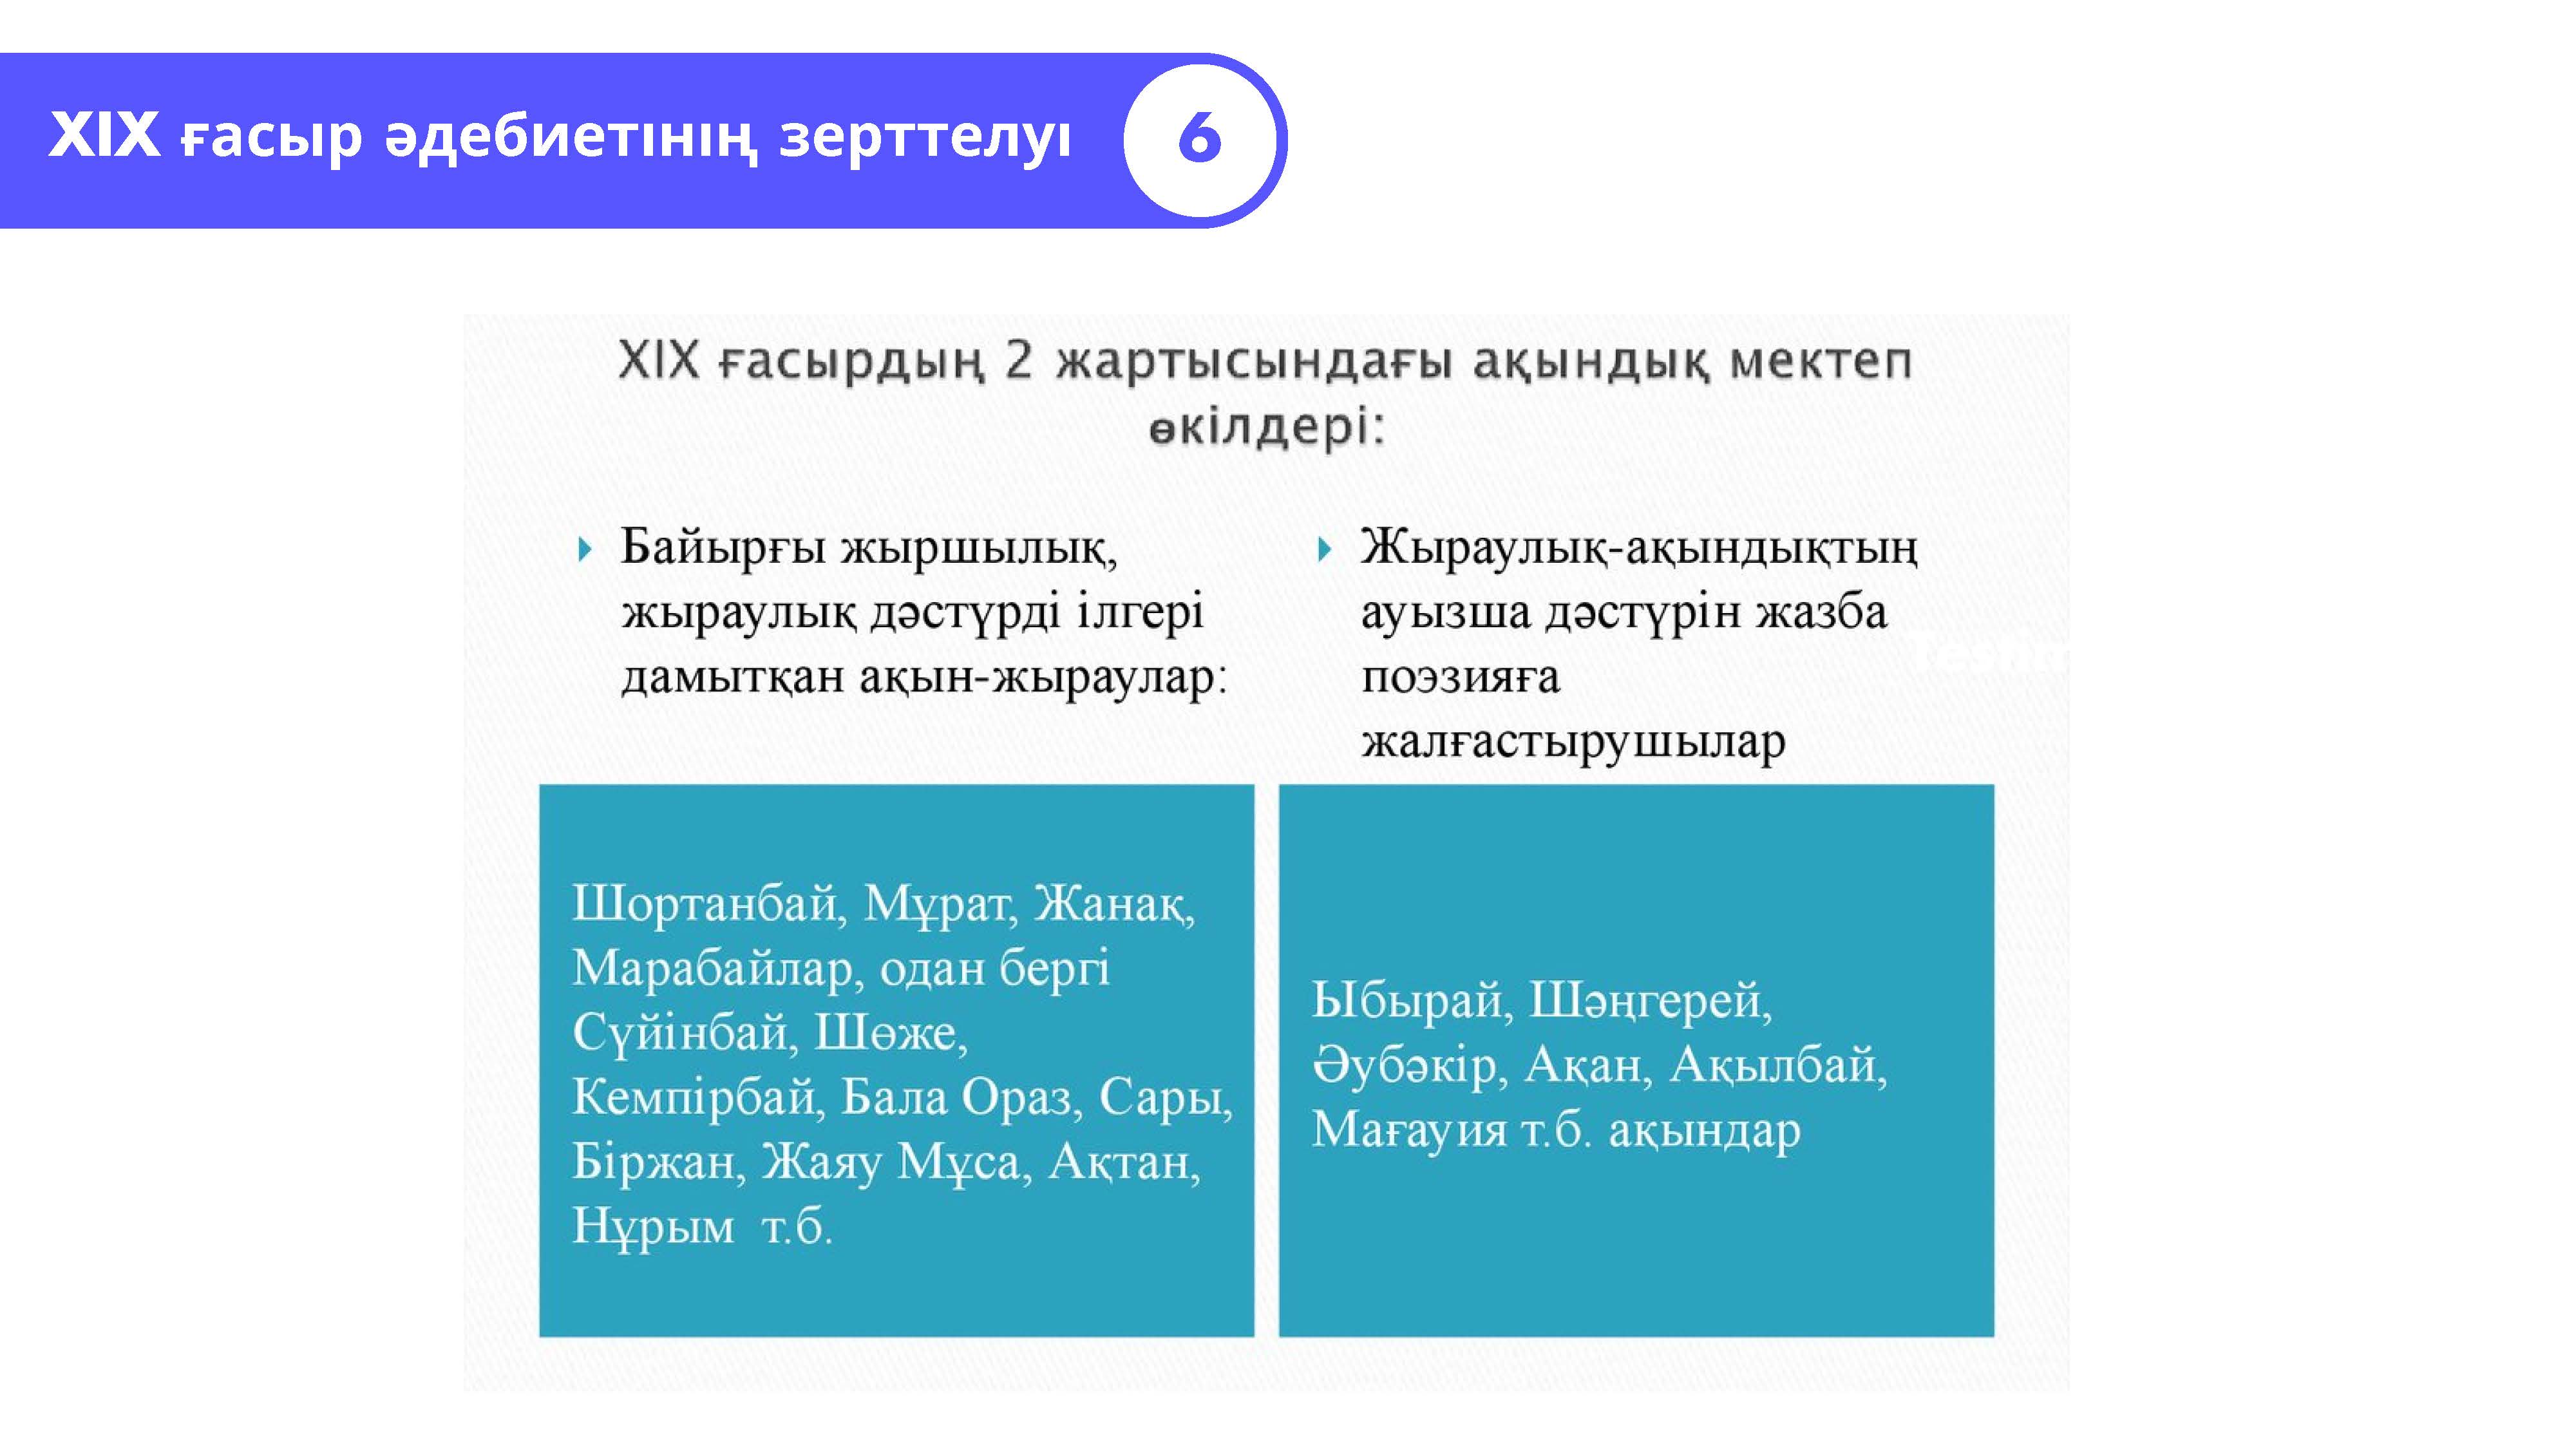 XIX ғасыр әдебиетінің зерттелуі
6
XIX ғасырдың 2 жартысындағы ақындық мектеп
өкілдері:
Байырғы жыршылық,
жыраулық дәстүрді ілгері
дамытқан ақын-жыраулар:
Жыраулық-ақындықтың
ауызша дәстүрін жазба
поэзияға
жалғастырушылар
Шортанбай, Мұрат, Жанақ,
Марабайлар, одан бергі
Сүйінбай, Шөже,
Кемпірбай, Бала Ораз, Сары,
Біржан, Жаяу Мұса, Ақтан,
Нұрым т.б.
Ыбырай, Шәңгерей,
Әубәкір, Ақан, Ақылбай,
Мағауия т.б. ақындар